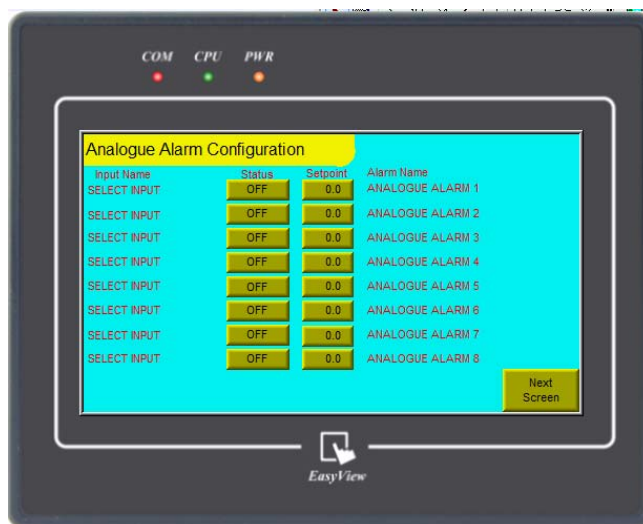 COM CPU PWR
Analogue Alarm Configuration
Input Name Status Setpoint Alarm Name
SELECT INPUT OFF 0.0 ANALOGUE ALARM 1
SELECT INPUT OFF 0.0 ANALOGUE ALARM 2
SELECT INPUT OFF 0.0 ANALOGUE ALARM 3
SELECT INPUT OFF 0.0 ANALOGUE ALARM 4
SELECT INPUT OFF 0.0 ANALOGUE ALARM 5
SELECT INPUT OFF 0.0 ANALOGUE ALARM 6
SELECT INPUT OFF 0.0 ANALOGUE ALARM 7
SELECT INPUT OFF 0.0 ANALOGUE ALARM 8
Next
Screen
EasyView